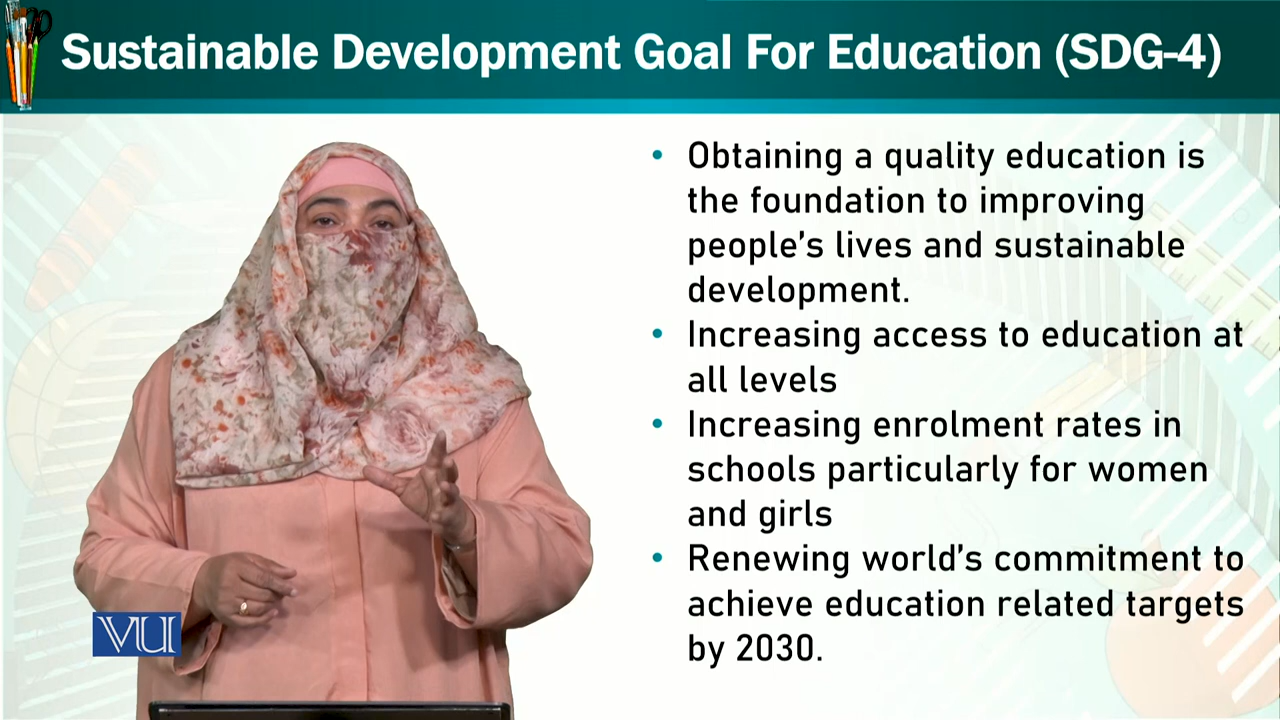 Sustainable Development Goal For Education (SDG-4)
• Obtaining a quality education is
the foundation to improving
people’s lives and sustainable
development.
• Increasing access to education at
all levels
• Increasing enrolment rates in
schools particularly for women
and girls
• Renewing world’s commitment to
achieve education related targets
by 2030.
VU